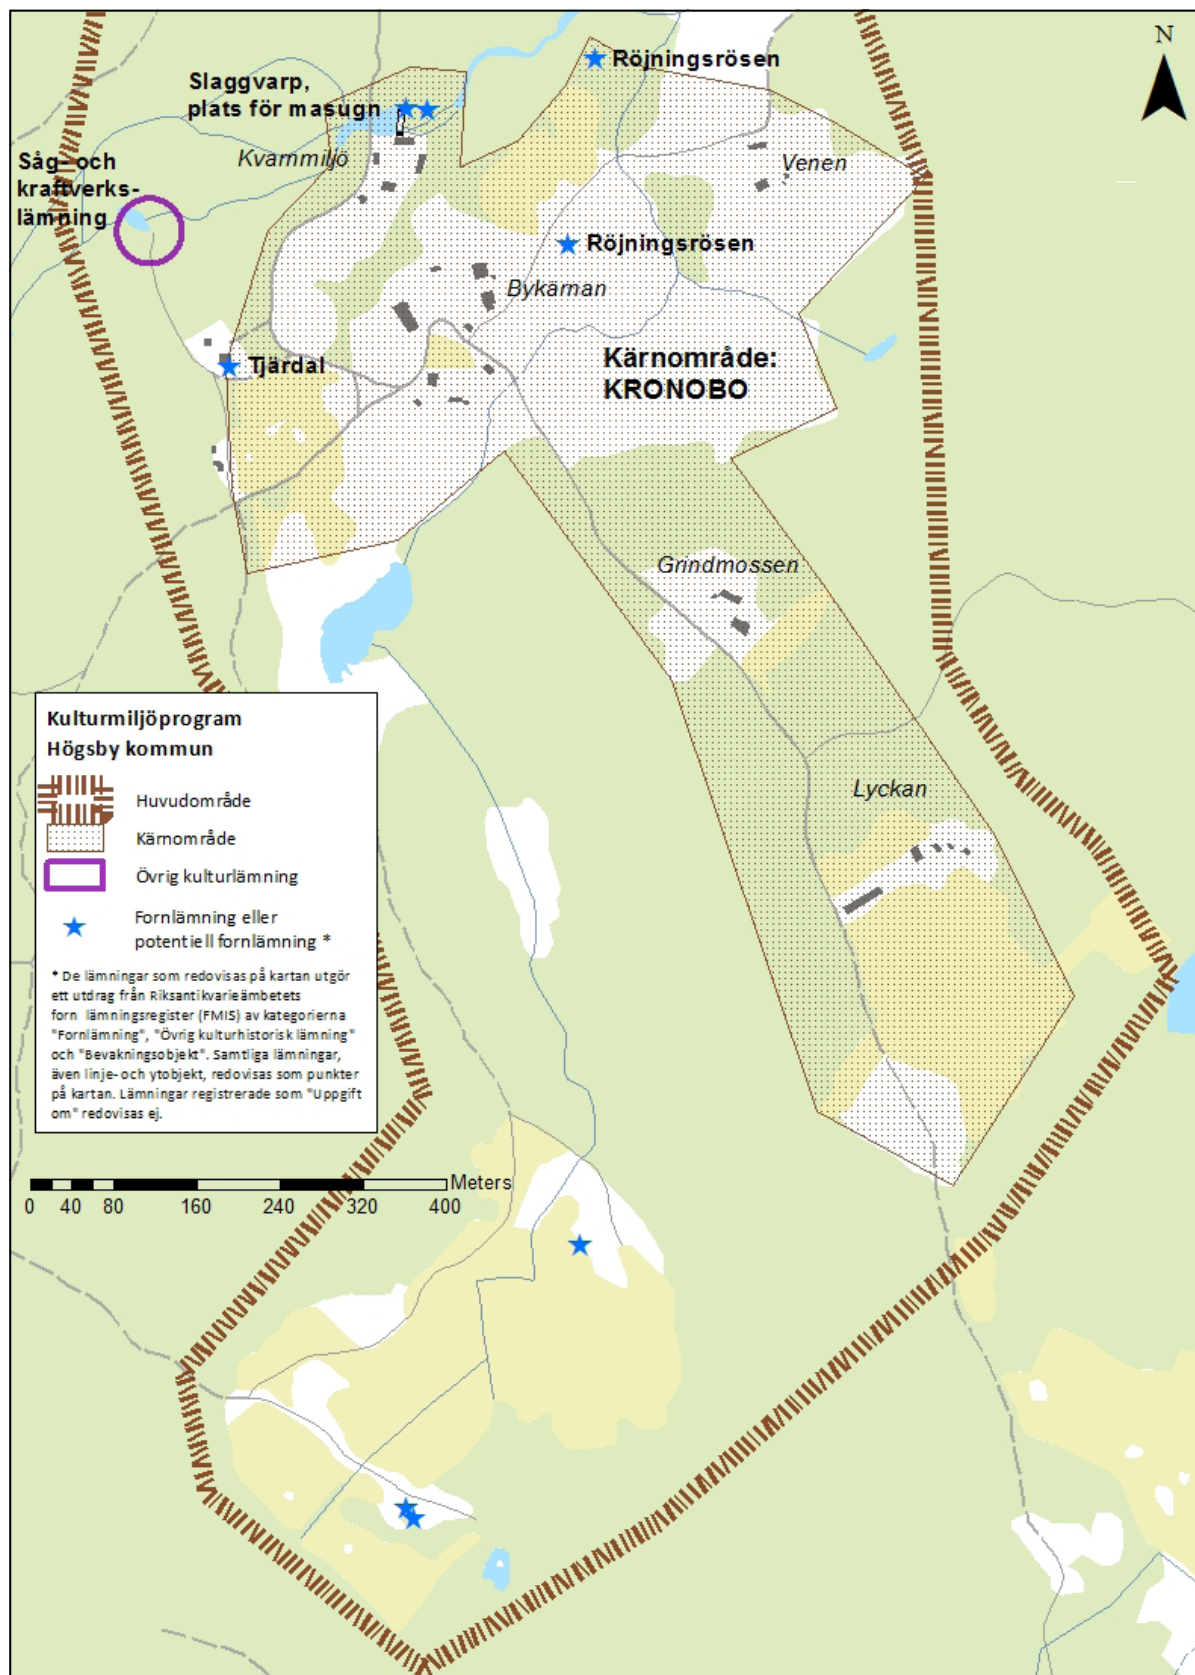 N
Röjningsrösen
Slaggvarp,
plats för masugn
Kvarnmiljö
Såg- och
kraftverks-
lämning
Venen
Röjningsrösen
Bykärnan
Tjärdal
Kärnområde:
KRONOBO
Grindmossen
Lyckan
Kulturmiljöprogram
Högsby kommun
Huvudområde
Kärnområde
Övrig kulturlämning
Fornlämning eller
potentiell fornlämning *
* De lämningar som redovisas på kartan utgör
ett utdrag från Riksantikvarieämbetets
forn lämningsregister (FMIS) av kategorierna
"Fornlämning", "Övrig kulturhistorisk lämning"
och "Bevakningsobjekt". Samtliga lämningar,
även linje- och ytobjekt, redovisas som punkter
på kartan. Lämningar registrerade som "Uppgift
om" redovisas ej.
Meters
0 40 80 160 240 320 400